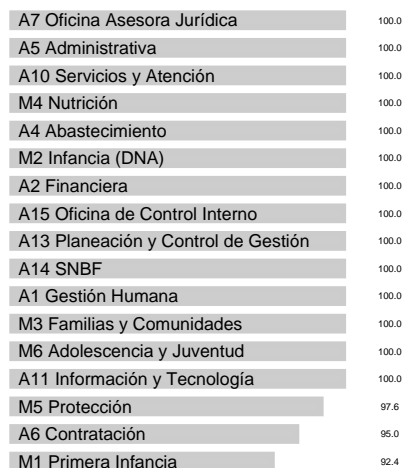 A7 Oficina Asesora Jurídica 100.0
A5 Administrativa 100.0
A10 Servicios y Atención 100.0
M4 Nutrición 100.0
A4 Abastecimiento 100.0
M2 Infancia (DNA) 100.0
A2 Financiera 100.0
A15 Oficina de Control Interno 100.0
A13 Planeación y Control de Gestión 100.0
A14 SNBF 100.0
A1 Gestión Humana 100.0
M3 Familias y Comunidades 100.0
M6 Adolescencia y Juventud 100.0
A11 Información y Tecnología 100.0
M5 Protección 97.6
A6 Contratación 95.0
M1 Primera Infancia 92.4